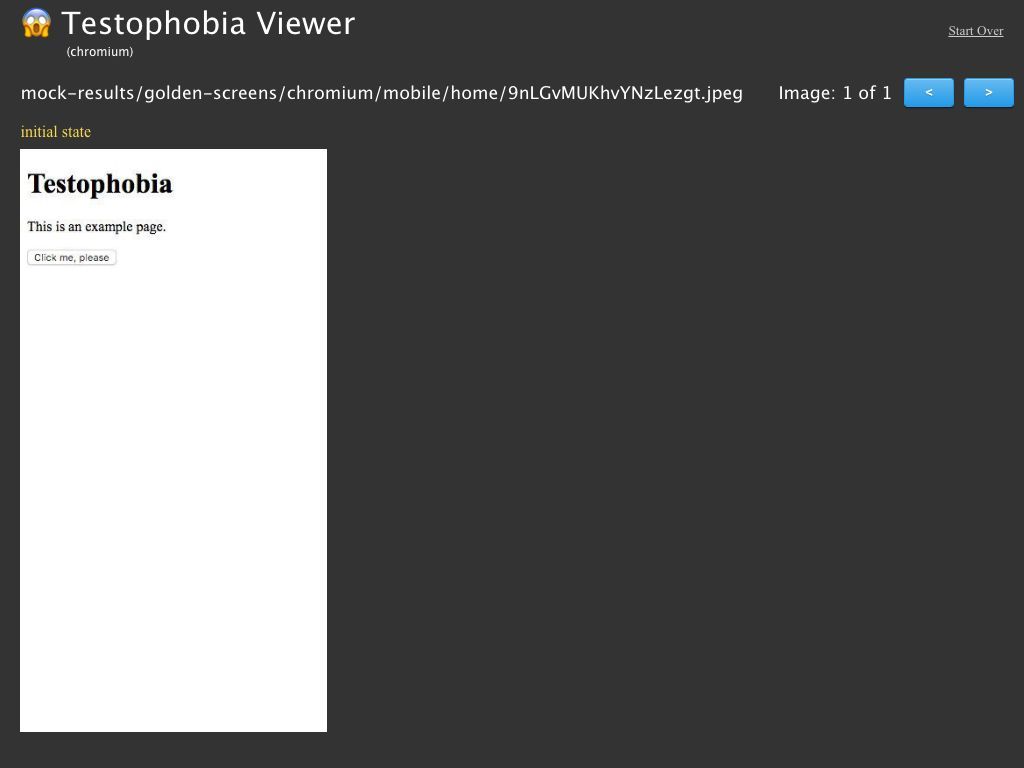 Testophobia Viewer
Start Over
(chromium)
mock-results/golden-screens/chromium/mobile/home/9nLGvMUKhvYNzLezgt.jpeg Image: 1 of 1 < >
initial state
Testophobia
This is an example page.
Click me, please